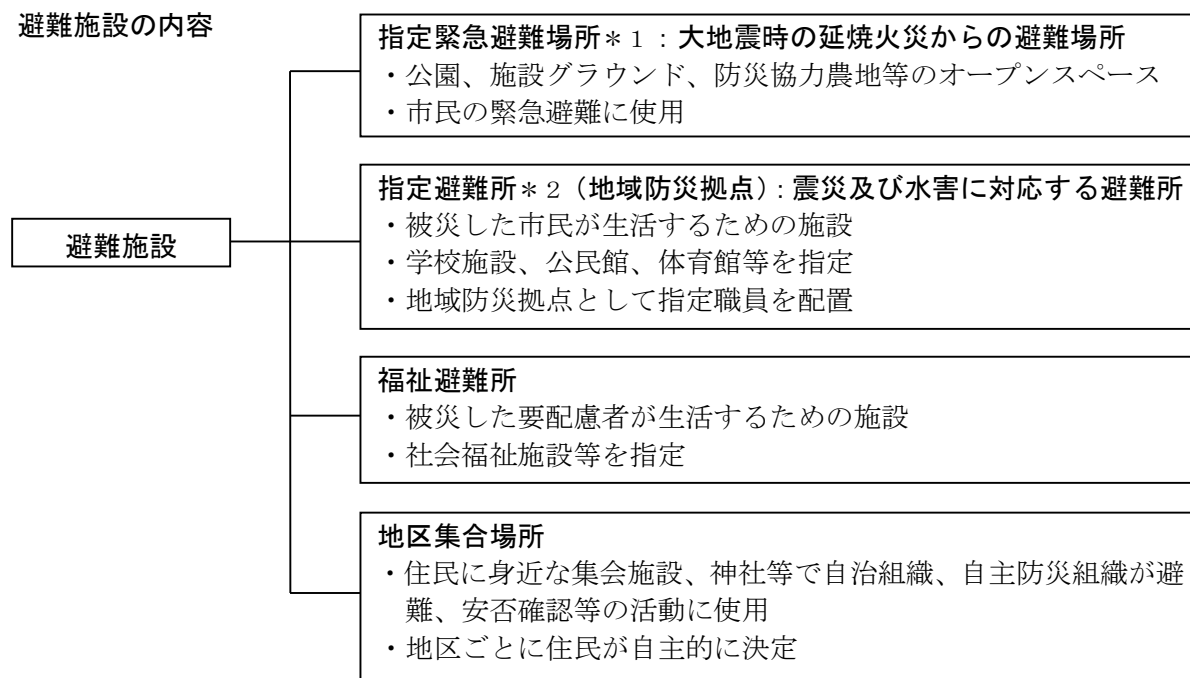 避難施設の内容
指定緊急避難場所＊１：大地震時の延焼火災からの避難場所
・公園、施設グラウンド、防災協力農地等のオープンスペース
・市民の緊急避難に使用
指定避難所＊２（地域防災拠点）：震災及び水害に対応する避難所
・被災した市民が生活するための施設
・学校施設、公民館、体育館等を指定
・地域防災拠点として指定職員を配置
避難施設
福祉避難所
・被災した要配慮者が生活するための施設
・社会福祉施設等を指定
地区集合場所
・住民に身近な集会施設、神社等で自治組織、自主防災組織が避
難、安否確認等の活動に使用
・地区ごとに住民が自主的に決定